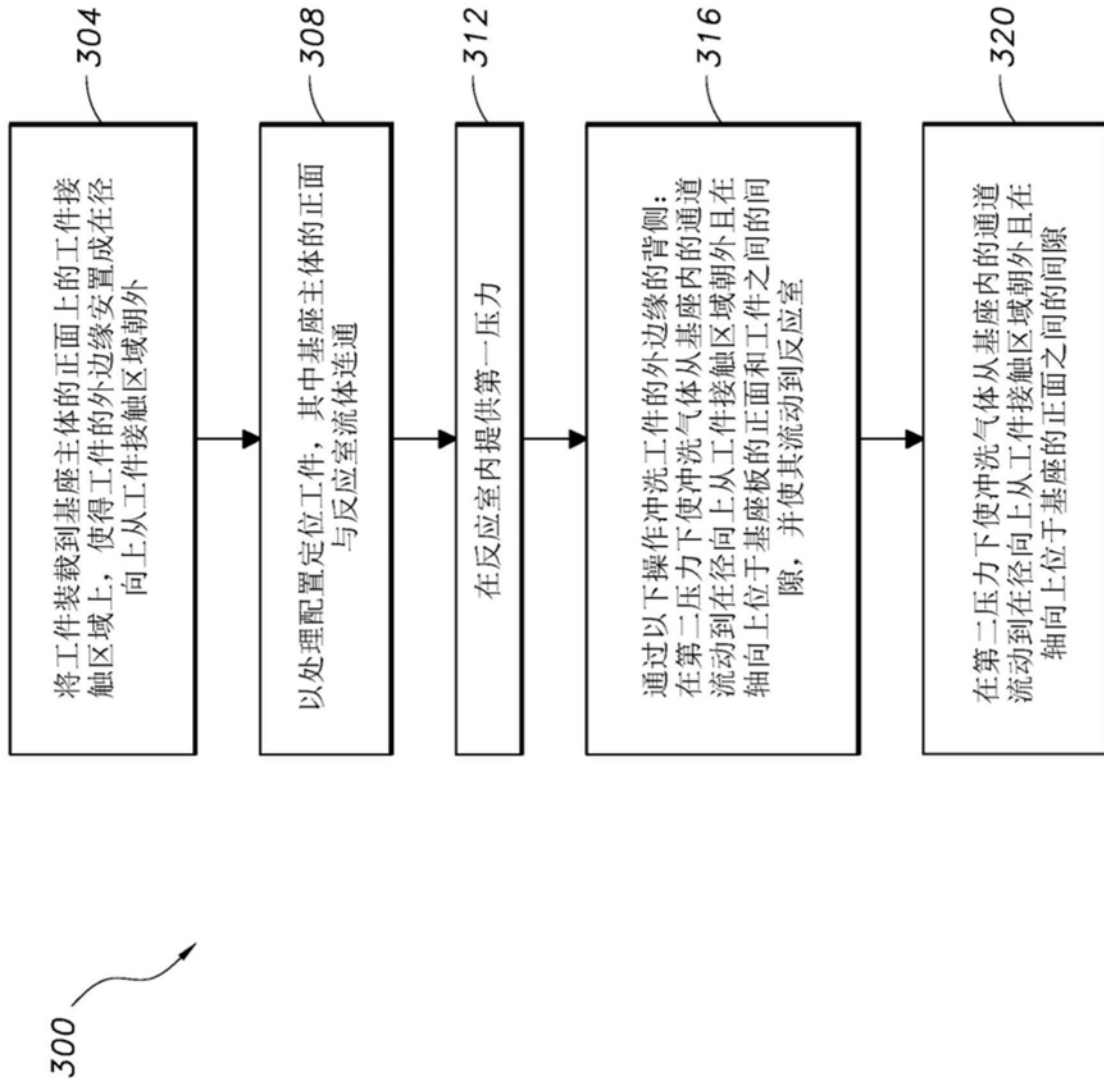 300
304
将工件装载到基座主体的正面上的工件接
触区域上，使得工件的外边缘安置成在径
向上从工件接触区域朝外
308
以处理配置定位工件，其中基座主体的正面
与反应室流体连通
312
在反应室内提供第一压力
316
通过以下操作冲洗工件的外边缘的背侧：
在第二压力下使冲洗气体从基座内的通道
流动到在径向上从工件接触区域朝外且在
轴向上位于基座板的正面和工件之间的间
隙，并使其流动到反应室
320
在第二压力下使冲洗气体从基座内的通道
流动到在径向上从工件接触区域朝外且在
轴向上位于基座的正面之间的间隙